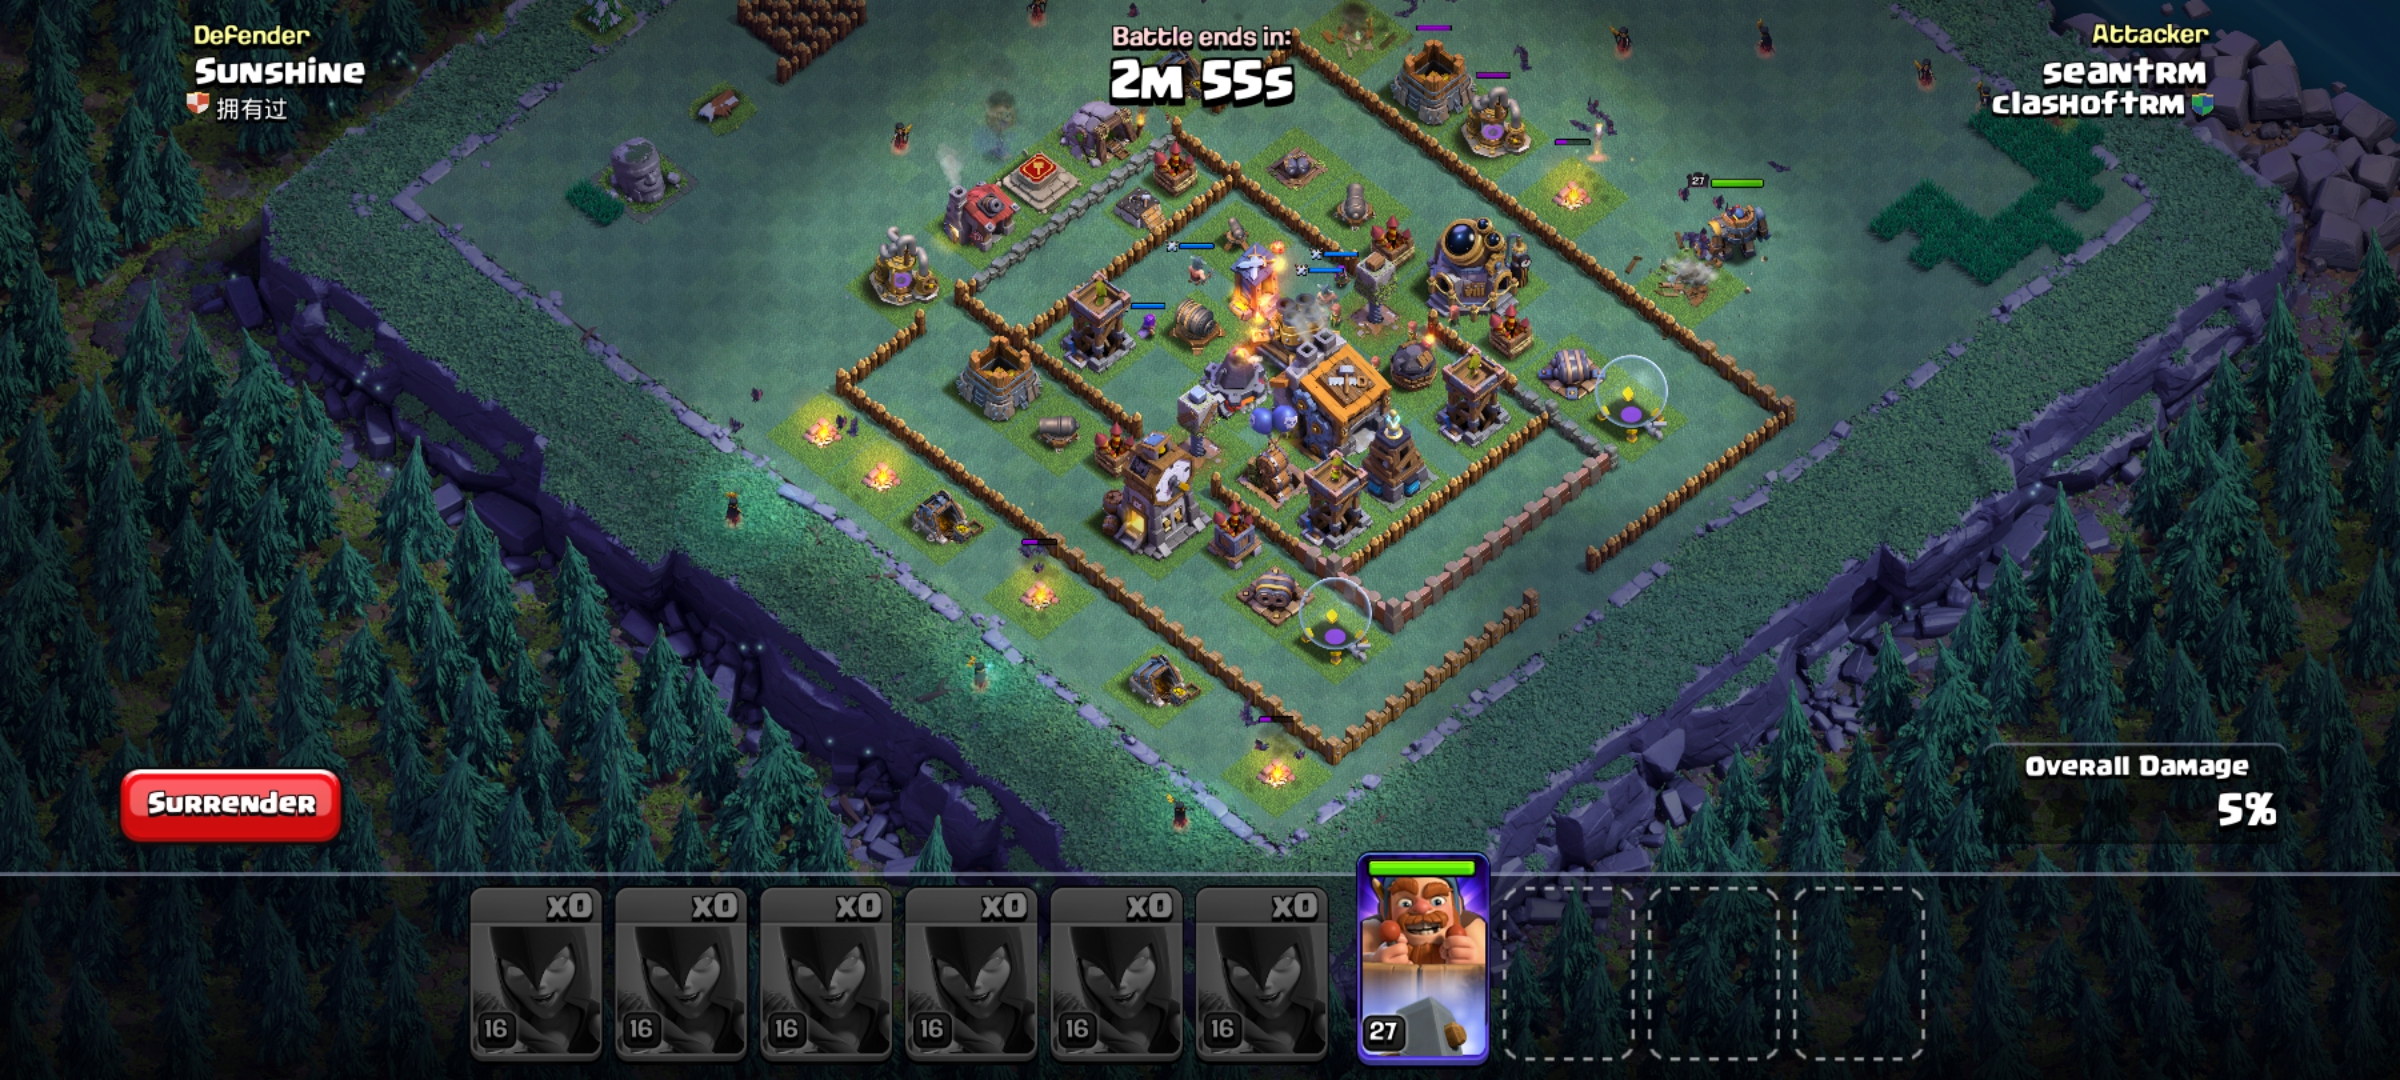 Defender
Sunshine
拥有过
Battle ends in:
2M 55s
Attacker
seantRM
clashoftRM
27
Surrender
Overall Damage
5%
x0
x0
x0
x0
x0
x0
16
16
16
16
16
16
27